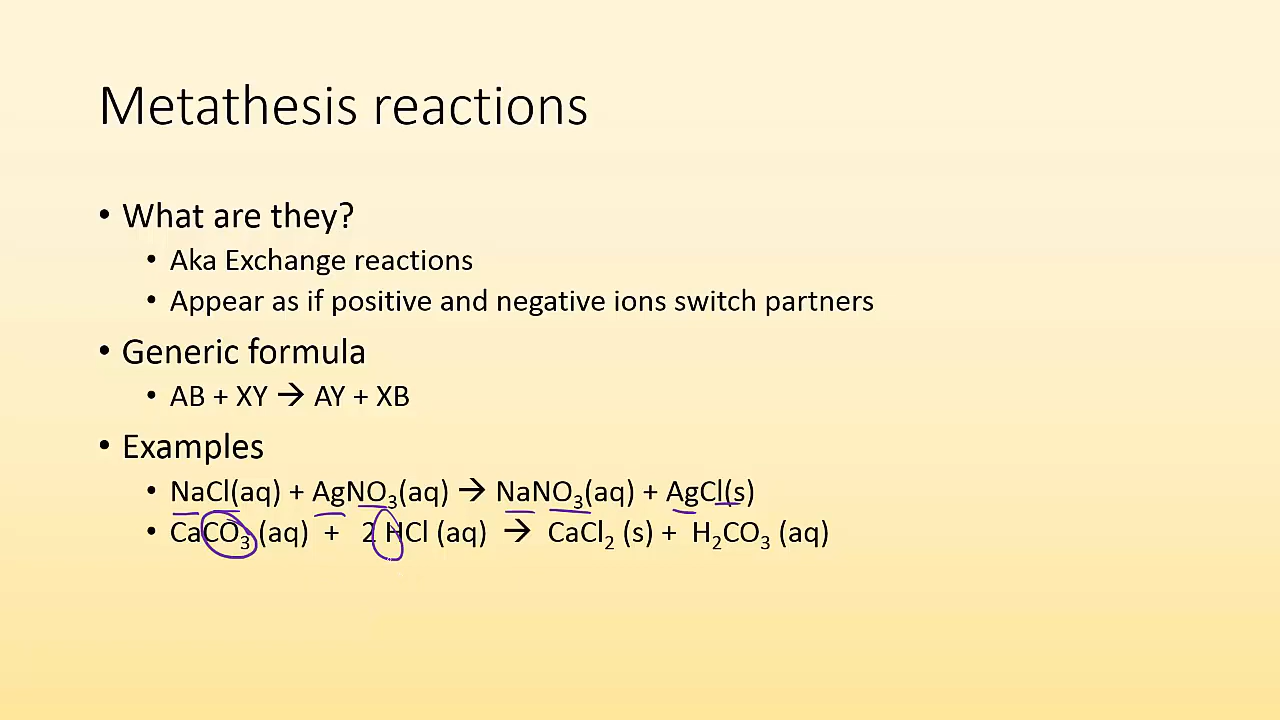 Metathesis reactions
• What are they?
• Aka Exchange reactions
• Appear as if positive and negative ions switch partners
• Generic formula
• AB + XY → AY + XB
• Examples
• NaCl(aq) + AgNO₃(aq) → NaNO₃(aq) + AgCl(s)
• CaCO₃ (aq) + 2 HCl (aq) → CaCl₂ (s) + H₂CO₃ (aq)